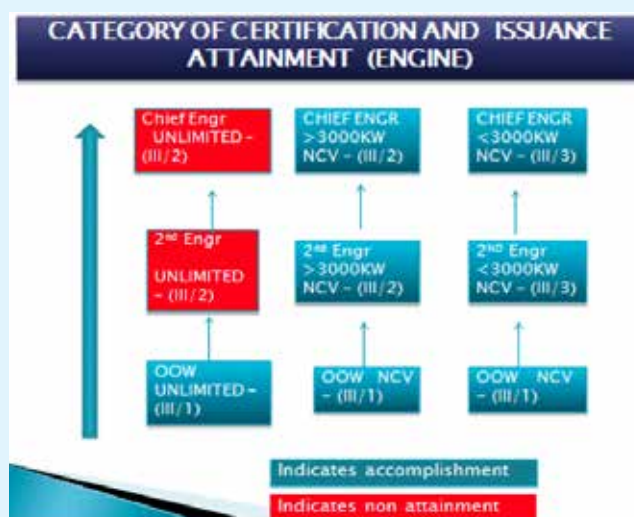 CATEGORY OF CERTIFICATION AND ISSUANCE
ATTAINMENT (ENGINE)
Chief Engr
UNLIMITED –
(III/2)
CHIEF ENGR
>3000KW
NCV – (III/2)
CHIEF ENGR
<3000KW
NCV – (III/3)
2nd Engr
UNLIMITED
– (III/2)
2nd Engr
>3000KW
NCV – (III/2)
2ND Engr
<3000KW
NCV – (III/3)
OOW
UNLIMITED –
(III/1)
OOW NCV
– (III/1)
OOW NCV
– (III/1)
Indicates accomplishment
Indicates non attainment